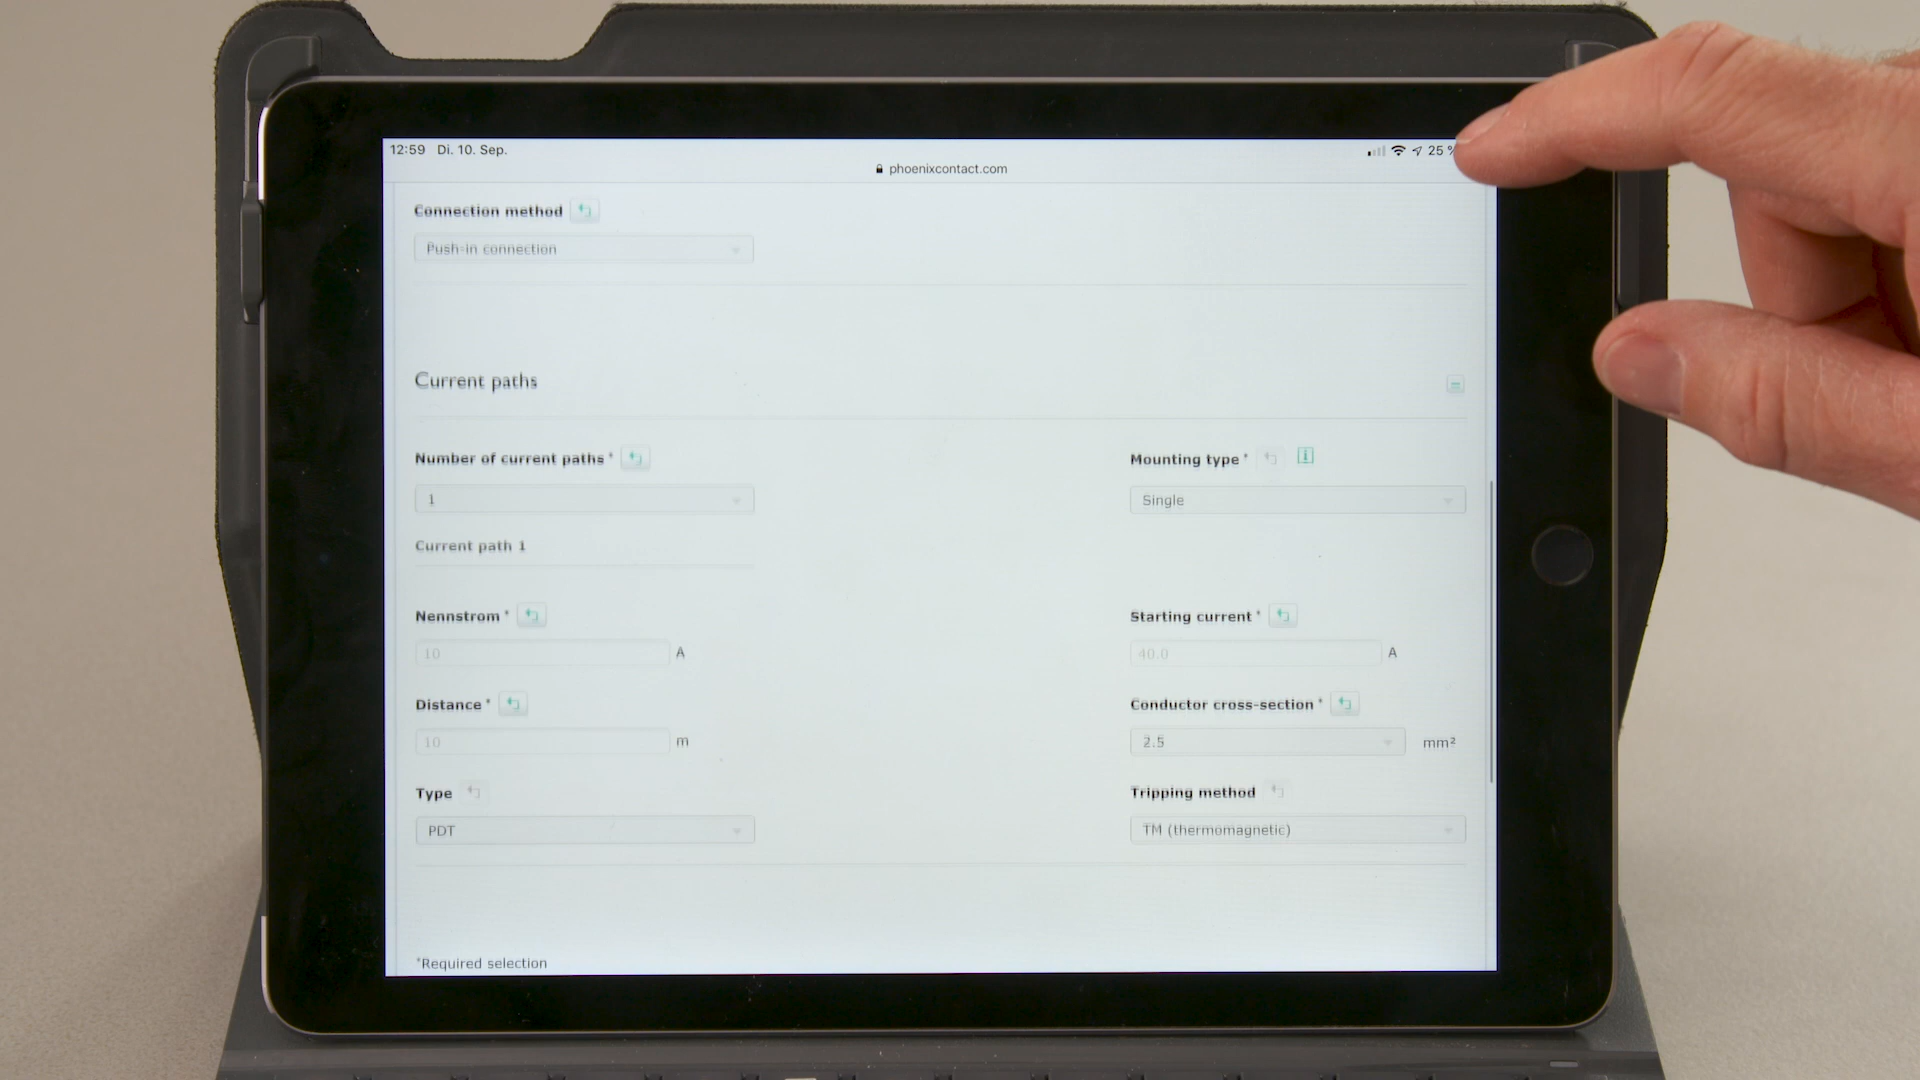 12:59 Di. 10. Sep.
25 %
phoenixcontact.com
Connection method
Push-in connection
Current paths
Number of current paths *
Mounting type *
1
Single
Current path 1
Nennstrom *
Starting current *
10 A
40.0 A
Distance *
Conductor cross-section *
10 m
2.5 mm²
Type
Tripping method
PDT
TM (thermomagnetic)
*Required selection